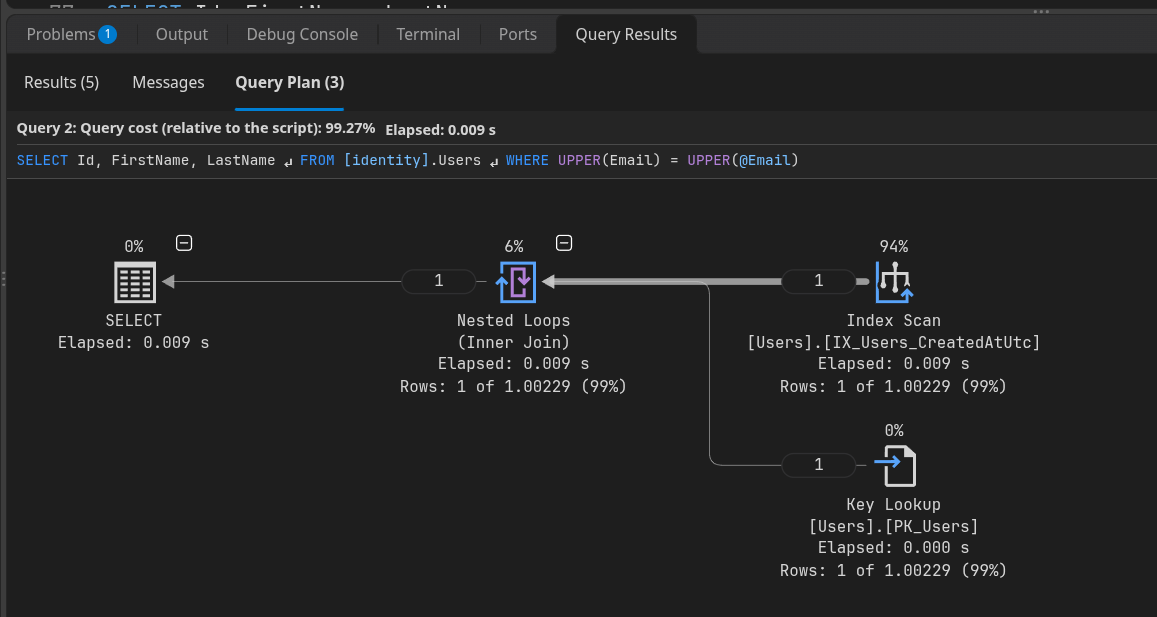 Problems 1 Output Debug Console Terminal Ports Query Results
Results (5) Messages Query Plan (3)
Query 2: Query cost (relative to the script): 99.27% Elapsed: 0.009 s
SELECT Id, FirstName, LastName ↵ FROM [identity].Users ↵ WHERE UPPER(Email) = UPPER(@Email)
0%
SELECT
Elapsed: 0.009 s
1
6%
Nested Loops
(Inner Join)
Elapsed: 0.009 s
Rows: 1 of 1.00229 (99%)
1
94%
Index Scan
[Users].[IX_Users_CreatedAtUtc]
Elapsed: 0.009 s
Rows: 1 of 1.00229 (99%)
1
0%
Key Lookup
[Users].[PK_Users]
Elapsed: 0.000 s
Rows: 1 of 1.00229 (99%)